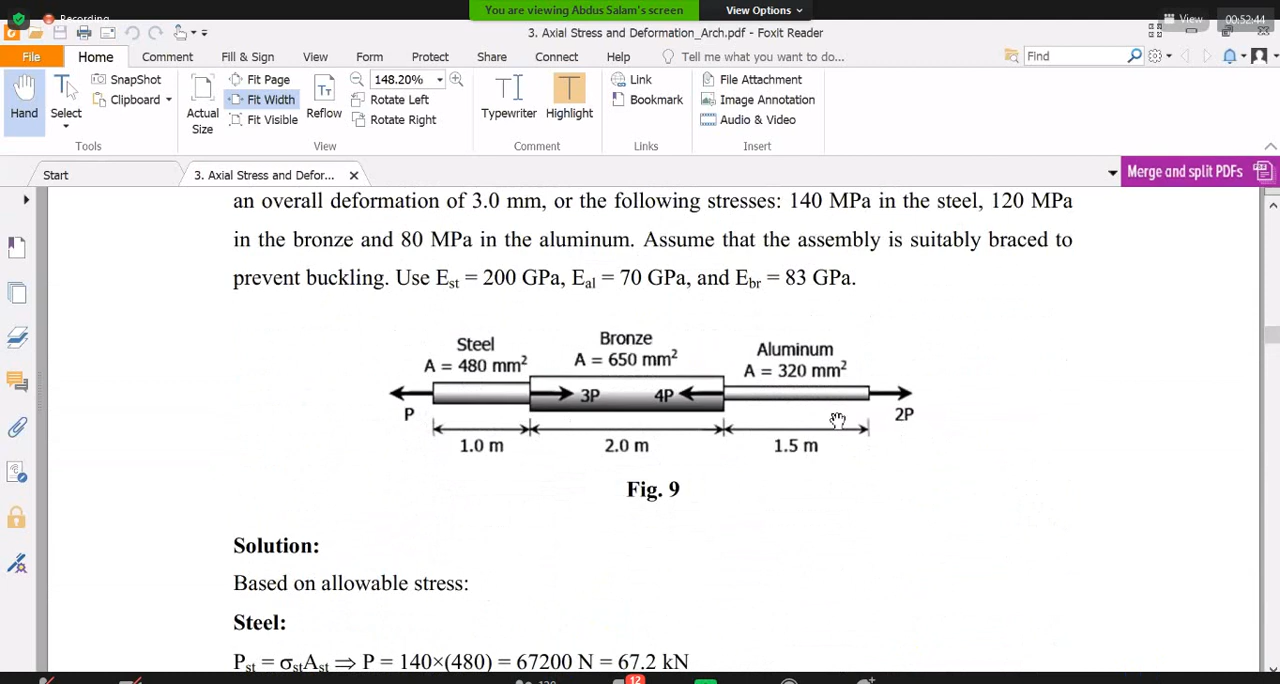 Recording
You are viewing Abdus Salam's screen
View Options
View
00:52:44
3. Axial Stress and Deformation_Arch.pdf - Foxit Reader
File
Home
Comment
Fill & Sign
View
Form
Protect
Share
Connect
Help
Tell me what you want to do...
Find
Hand
Select
SnapShot
Clipboard
Tools
Actual Size
Fit Page
Fit Width
Fit Visible
Reflow
148.20%
Rotate Left
Rotate Right
View
Typewriter
Highlight
Comment
Link
Bookmark
Links
File Attachment
Image Annotation
Audio & Video
Insert
Start
3. Axial Stress and Defor...
Merge and split PDFs
an overall deformation of 3.0 mm, or the following stresses: 140 MPa in the steel, 120 MPa
in the bronze and 80 MPa in the aluminum. Assume that the assembly is suitably braced to
prevent buckling. Use Est = 200 GPa, Eal = 70 GPa, and Ebr = 83 GPa.
Steel
A = 480 mm²
Bronze
A = 650 mm²
Aluminum
A = 320 mm²
P
3P
4P
2P
1.0 m
2.0 m
1.5 m
Fig. 9
Solution:
Based on allowable stress:
Steel:
Pst = σstAst ⇒ P = 140×(480) = 67200 N = 67.2 kN
12